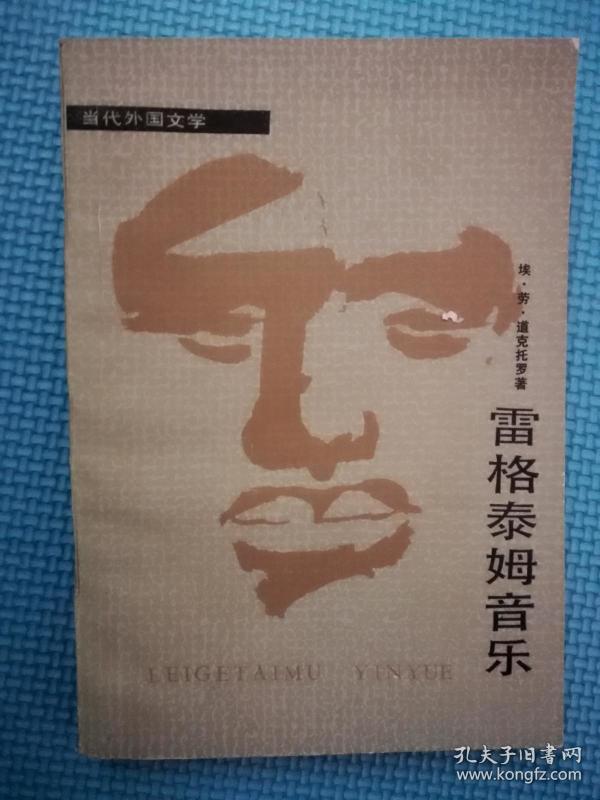 当代外国文学
埃·劳·道克托罗著
雷格泰姆音乐
LEIGETAIMU YINYUE
孔夫子旧书网
www.kongfz.com